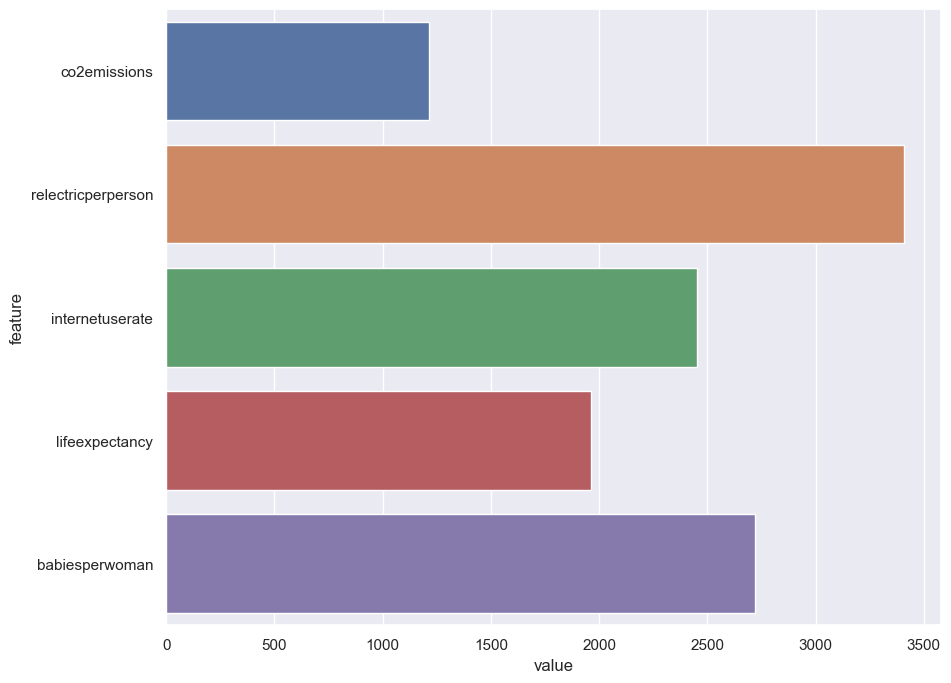 feature
co2emissions
relectricperperson
internetuserate
lifeexpectancy
babiesperwoman
0 500 1000 1500 2000 2500 3000 3500
value